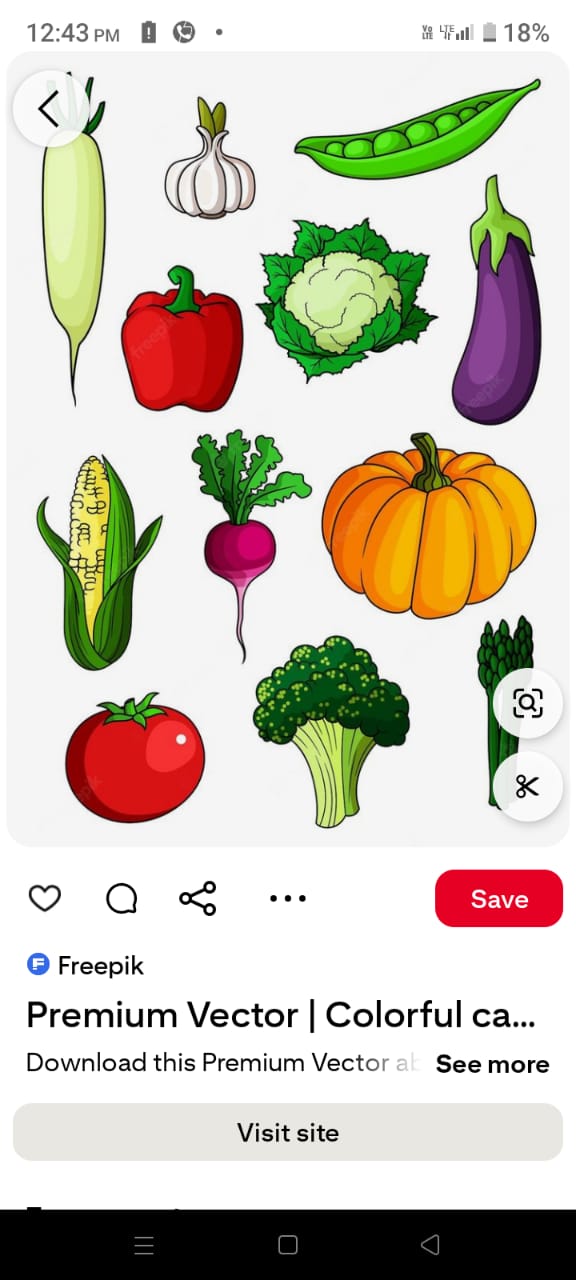 12:43 PM
VO LTE LTE 18%
Save
Freepik
Premium Vector | Colorful ca...
Download this Premium Vector ab See more
Visit site